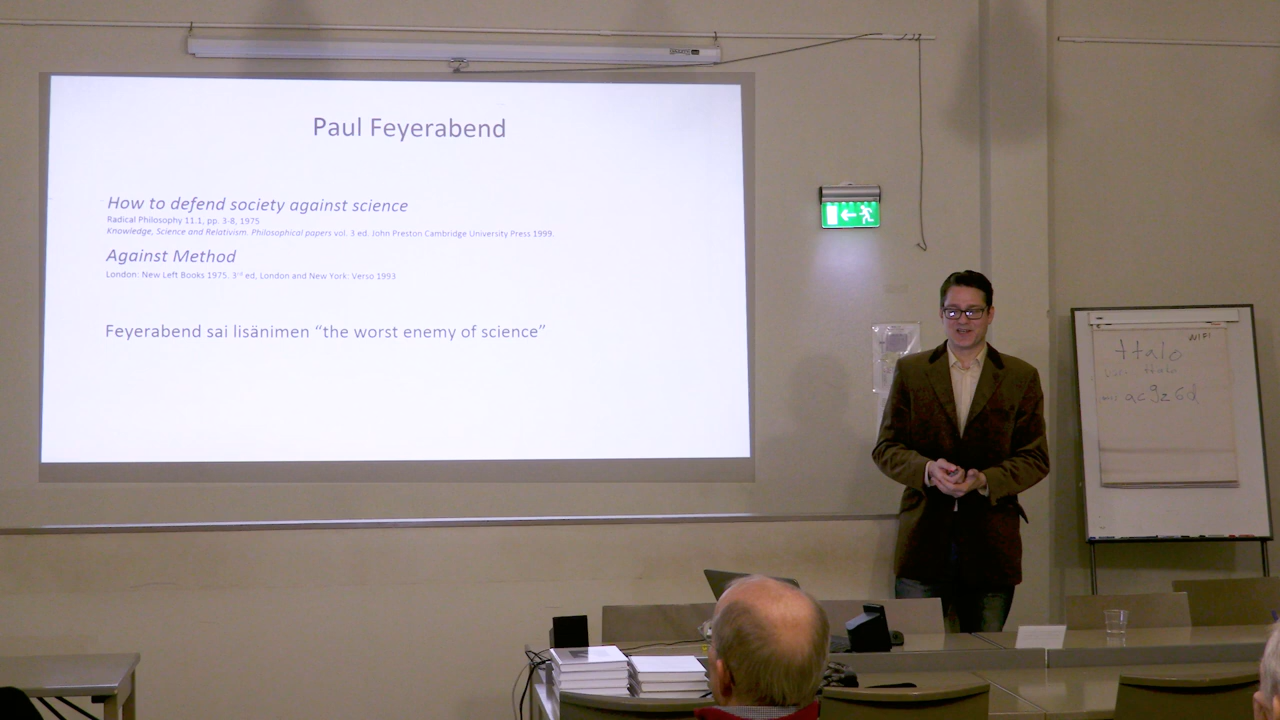 Paul Feyerabend
How to defend society against science
Radical Philosophy 11.1, pp. 3-8, 1975
Knowledge, Science and Relativism. Philosophical papers vol. 3 ed. John Preston Cambridge University Press 1999.
Against Method
London: New Left Books 1975. 3rd ed, London and New York: Verso 1993
Feyerabend sai lisänimen “the worst enemy of science”
WIFI